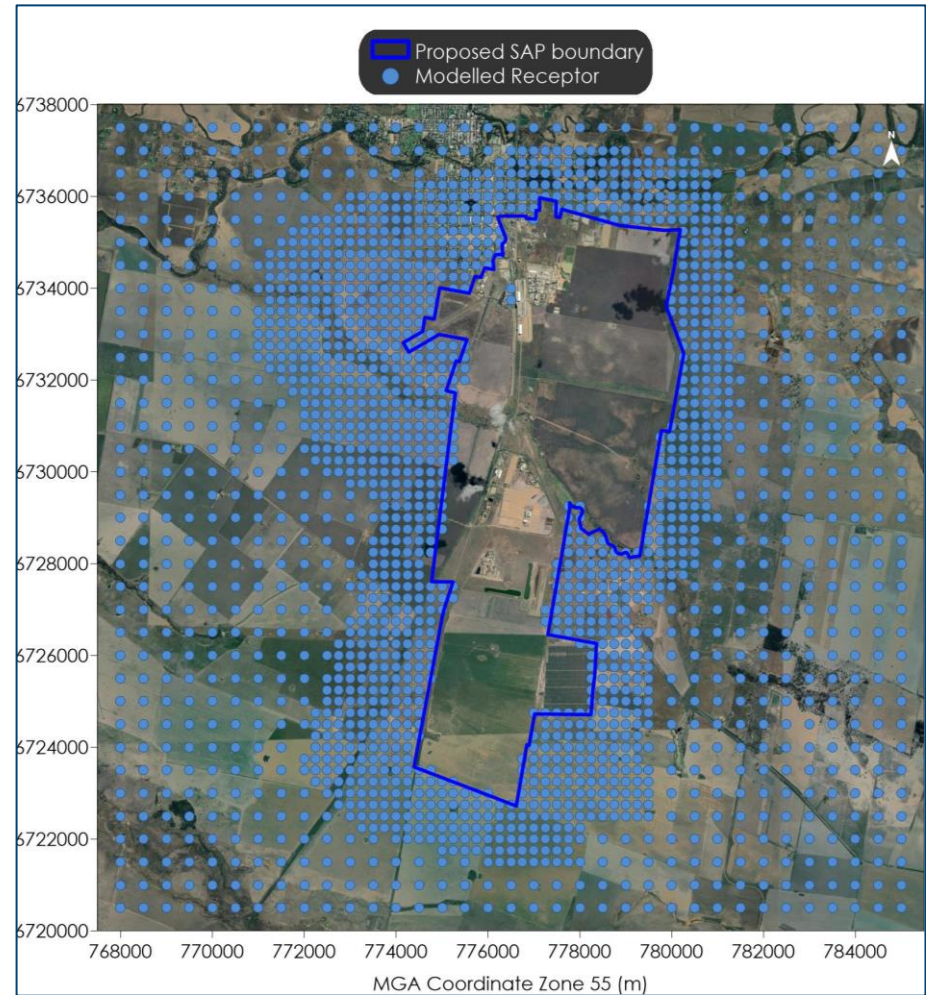 Proposed SAP boundary
Modelled Receptor
N
6738000
6736000
6734000
6732000
6730000
6728000
6726000
6724000
6722000
6720000
768000 770000 772000 774000 776000 778000 780000 782000 784000
MGA Coordinate Zone 55 (m)